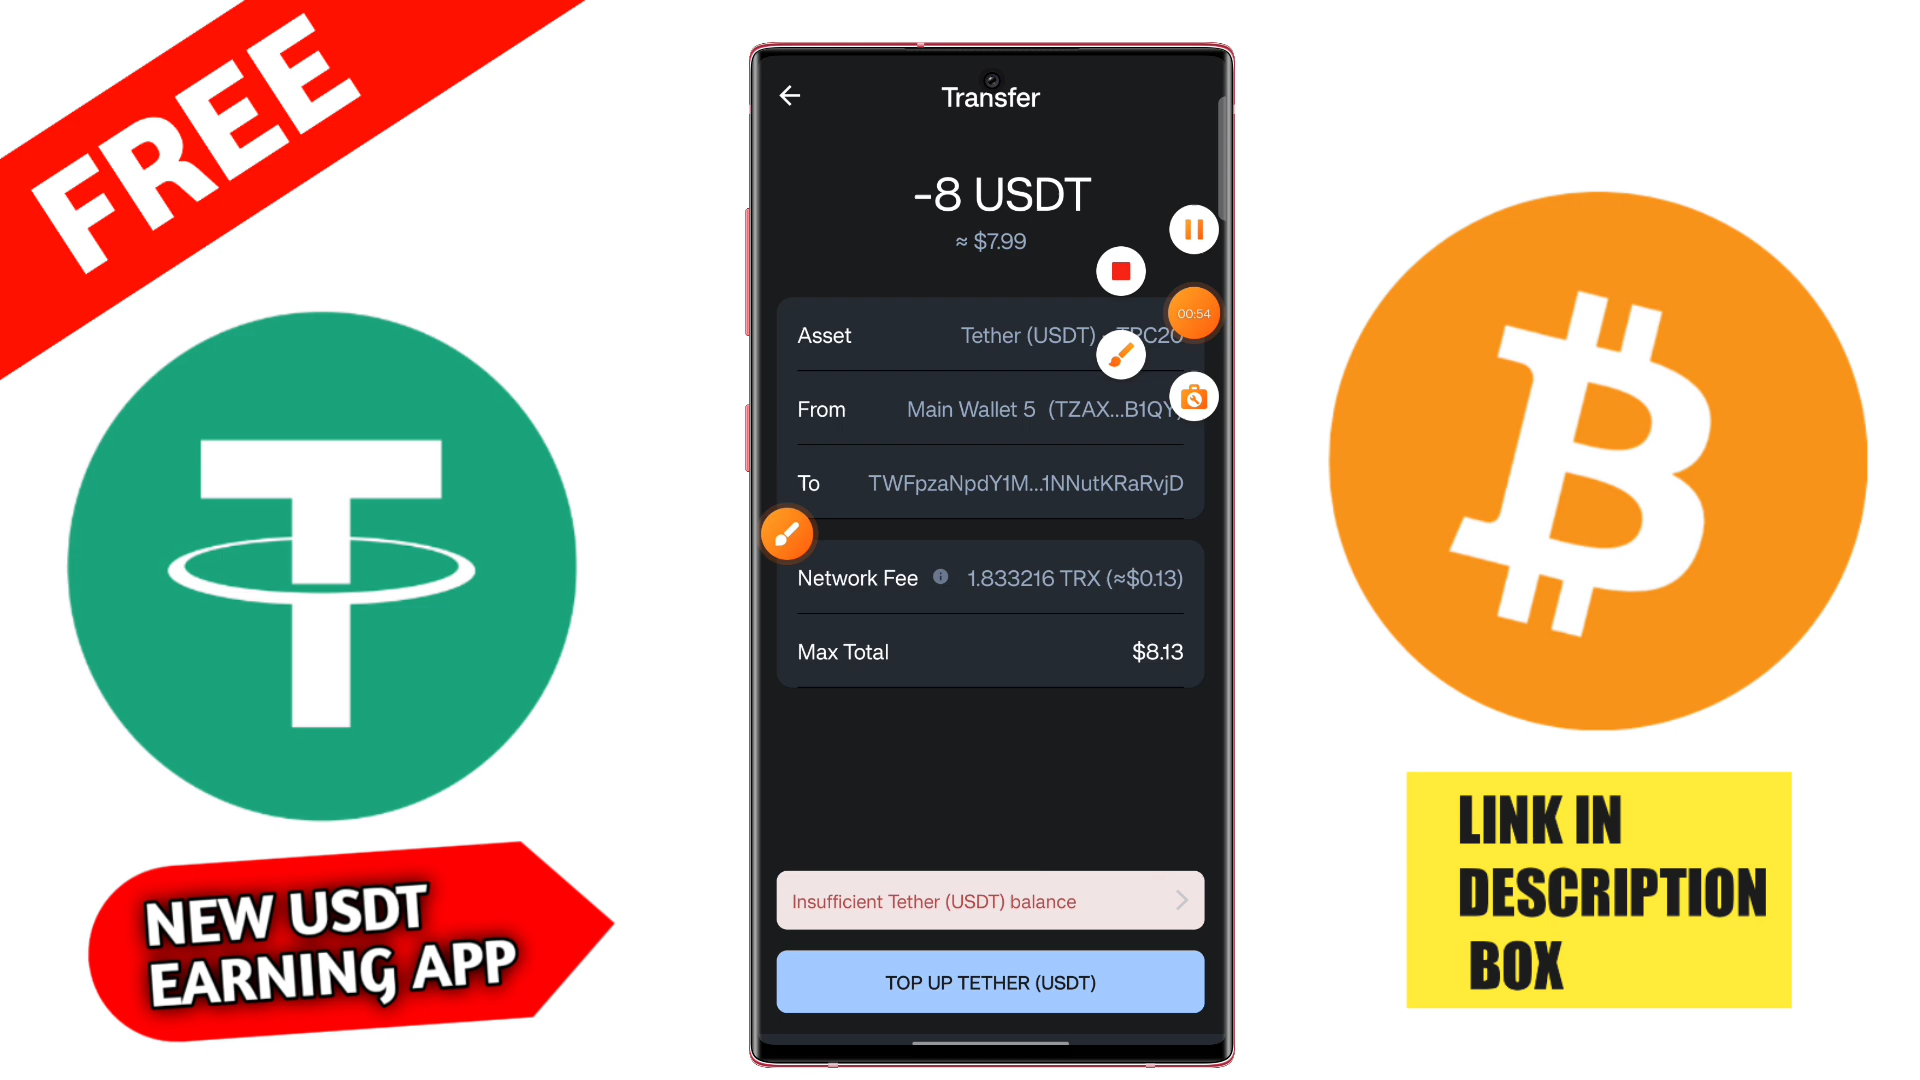 FREE
Transfer
-8 USDT
≈ $7.99
00:54
Asset
Tether (USDT) - TRC20
From
Main Wallet 5 (TZAX...B1QY)
To
TWFpzaNpdY1M...1NNutKRaRvjD
Network Fee
1.833216 TRX (≈$0.13)
Max Total
$8.13
Insufficient Tether (USDT) balance
TOP UP TETHER (USDT)
NEW USDT
EARNING APP
LINK IN
DESCRIPTION
BOX